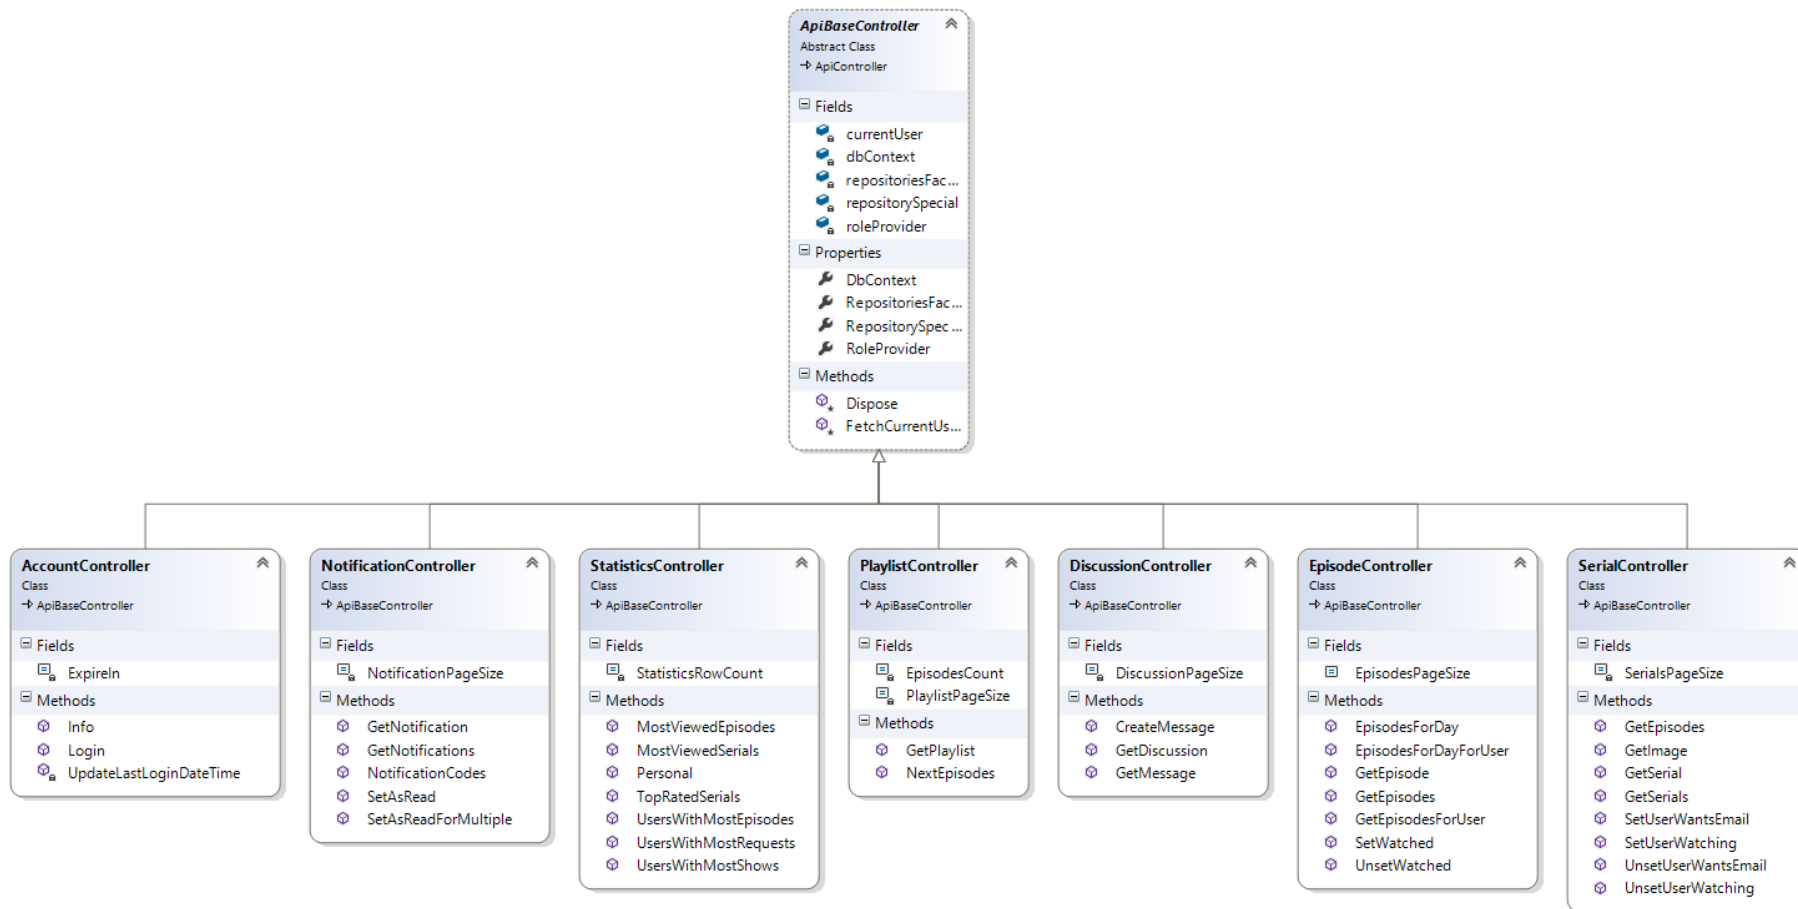 ApiBaseController
Abstract Class
ApiController
Fields
currentUser
dbContext
repositoriesFac...
repositorySpecial
roleProvider
Properties
DbContext
RepositoriesFac...
RepositorySpec...
RoleProvider
Methods
Dispose
FetchCurrentUs...
AccountController
Class
ApiBaseController
Fields
ExpireIn
Methods
Info
Login
UpdateLastLoginDateTime
NotificationController
Class
ApiBaseController
Fields
NotificationPageSize
Methods
GetNotification
GetNotifications
NotificationCodes
SetAsRead
SetAsReadForMultiple
StatisticsController
Class
ApiBaseController
Fields
StatisticsRowCount
Methods
MostViewedEpisodes
MostViewedSerials
Personal
TopRatedSerials
UsersWithMostEpisodes
UsersWithMostRequests
UsersWithMostShows
PlaylistController
Class
ApiBaseController
Fields
EpisodesCount
PlaylistPageSize
Methods
GetPlaylist
NextEpisodes
DiscussionController
Class
ApiBaseController
Fields
DiscussionPageSize
Methods
CreateMessage
GetDiscussion
GetMessage
EpisodeController
Class
ApiBaseController
Fields
EpisodesPageSize
Methods
EpisodesForDay
EpisodesForDayForUser
GetEpisode
GetEpisodes
GetEpisodesForUser
SetWatched
UnsetWatched
SerialController
Class
ApiBaseController
Fields
SerialsPageSize
Methods
GetEpisodes
GetImage
GetSerial
GetSerials
SetUserWantsEmail
SetUserWatching
UnsetUserWantsEmail
UnsetUserWatching